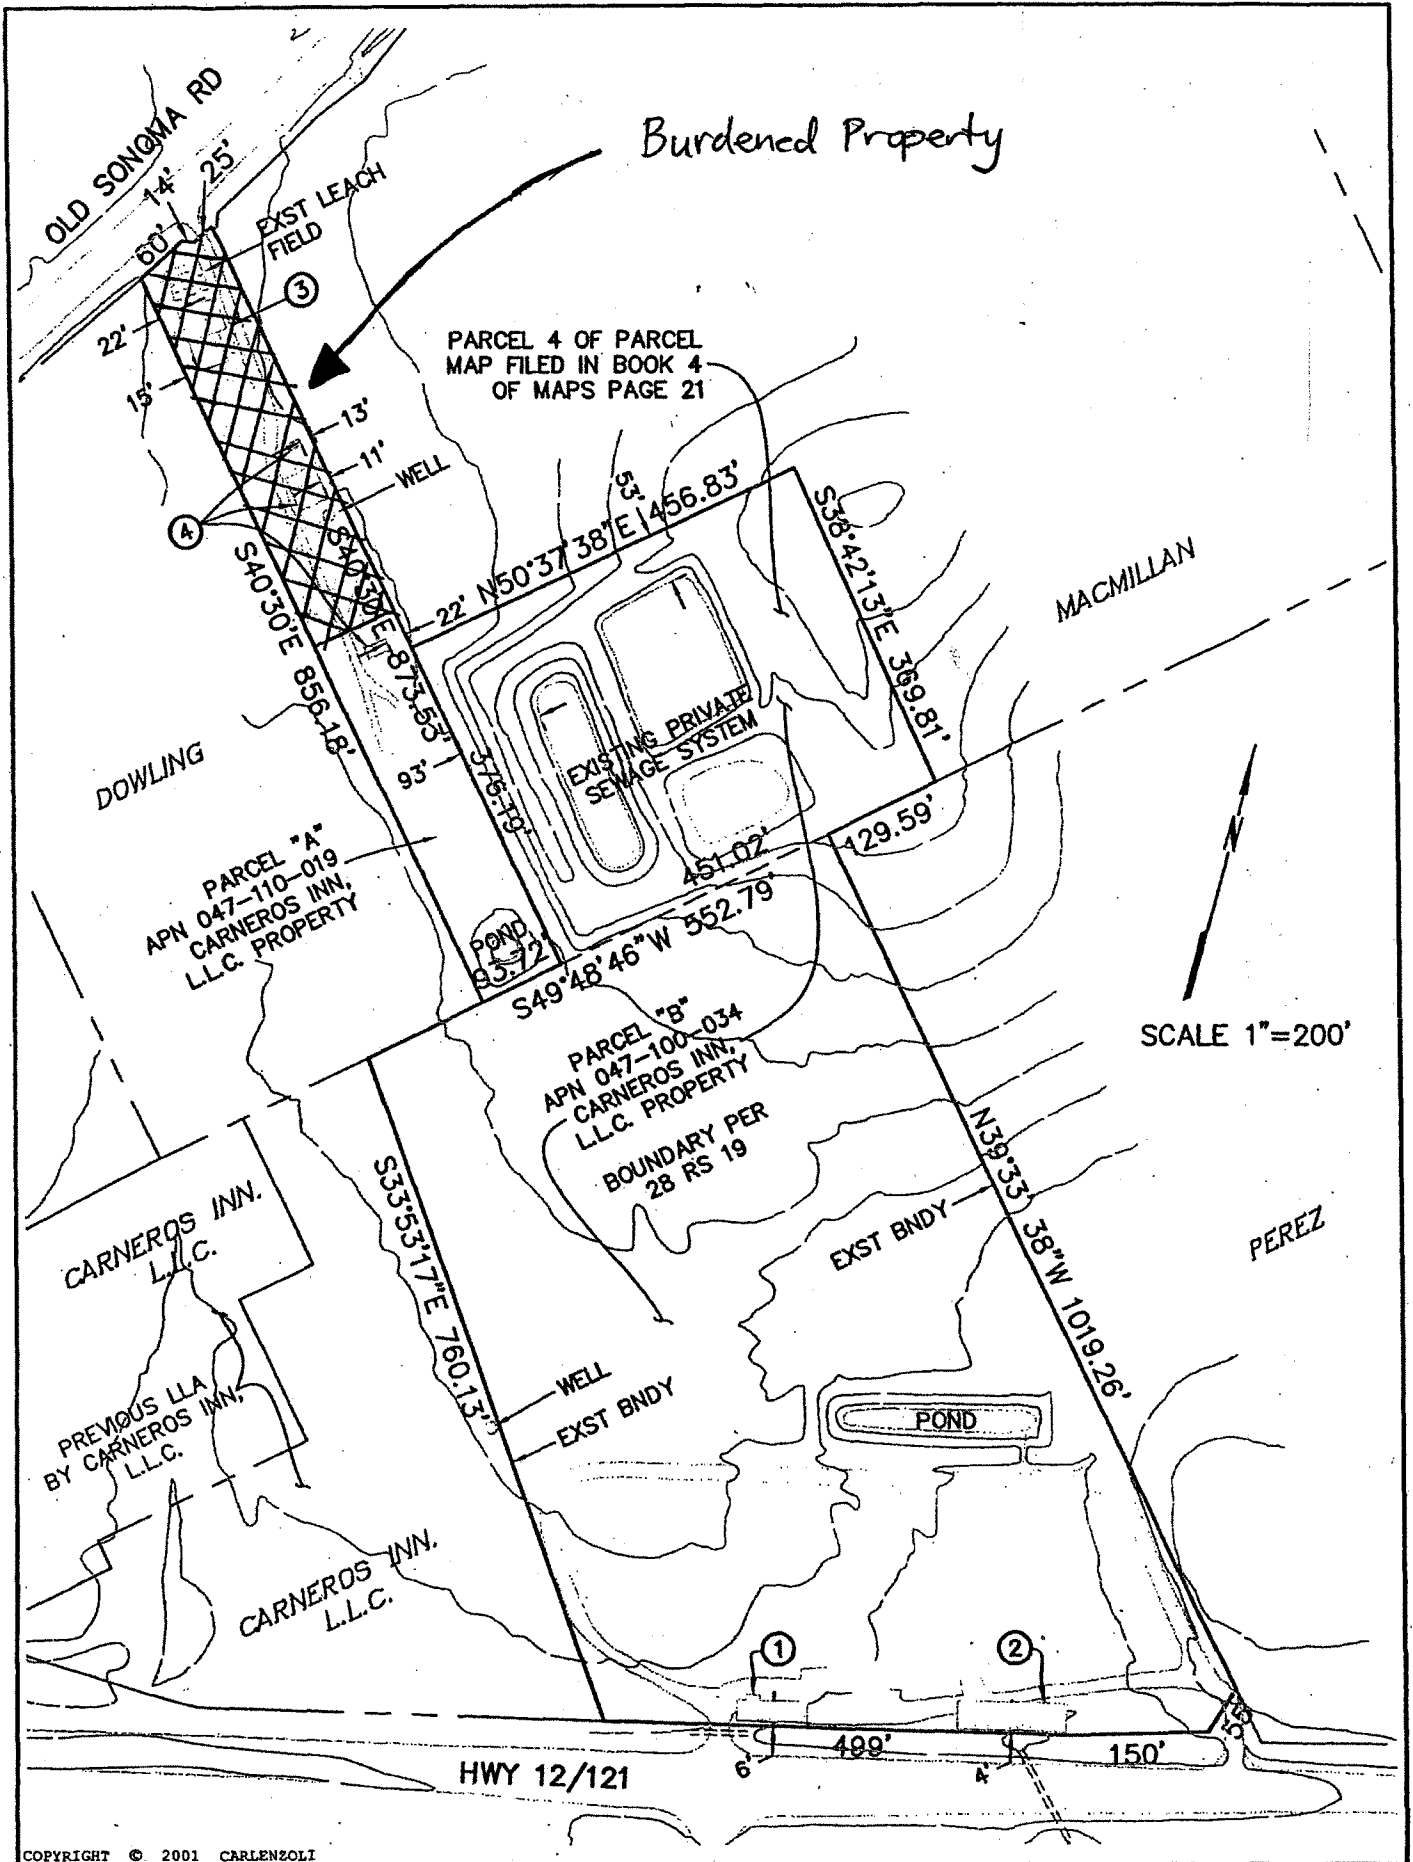 OLD SONOMA RD
14'
25'
60'
EXST LEACH
FIELD
Burdened Property
3
22'
15'
PARCEL 4 OF PARCEL
MAP FILED IN BOOK 4
OF MAPS PAGE 21
13'
11'
WELL
4
53'
22'
N50°37'38"E 456.83'
S38°42'13"E 369.81'
MACMILLAN
S40°30'E 856.18'
S40°30'E 873.53'
376.19'
93'
EXISTING PRIVATE
SEWAGE SYSTEM
DOWLING
PARCEL "A"
APN 047-110-019
CARNEROS INN,
L.L.C. PROPERTY
POND
93.72'
451.02'
S49°48'46"W 552.79'
129.59'
N
SCALE 1"=200'
PARCEL "B"
APN 047-100-034
CARNEROS INN,
L.L.C. PROPERTY
BOUNDARY PER
28 RS 19
N39°33'38"W 1019.26'
EXST BNDY
PEREZ
CARNEROS INN.
L.L.C.
S33°53'17"E 760.13'
WELL
EXST BNDY
POND
PREVIOUS LLA
BY CARNEROS INN,
L.L.C.
CARNEROS INN.
L.L.C.
1
2
6'
499'
4'
150'
55'
HWY 12/121
COPYRIGHT © 2001 CARLENZOLI